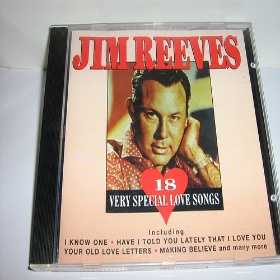 JIM REEVES
18
VERY SPECIAL LOVE SONGS
Including
I KNOW ONE • HAVE I TOLD YOU LATELY THAT I LOVE YOU
YOUR OLD LOVE LETTERS • MAKING BELIEVE and many more